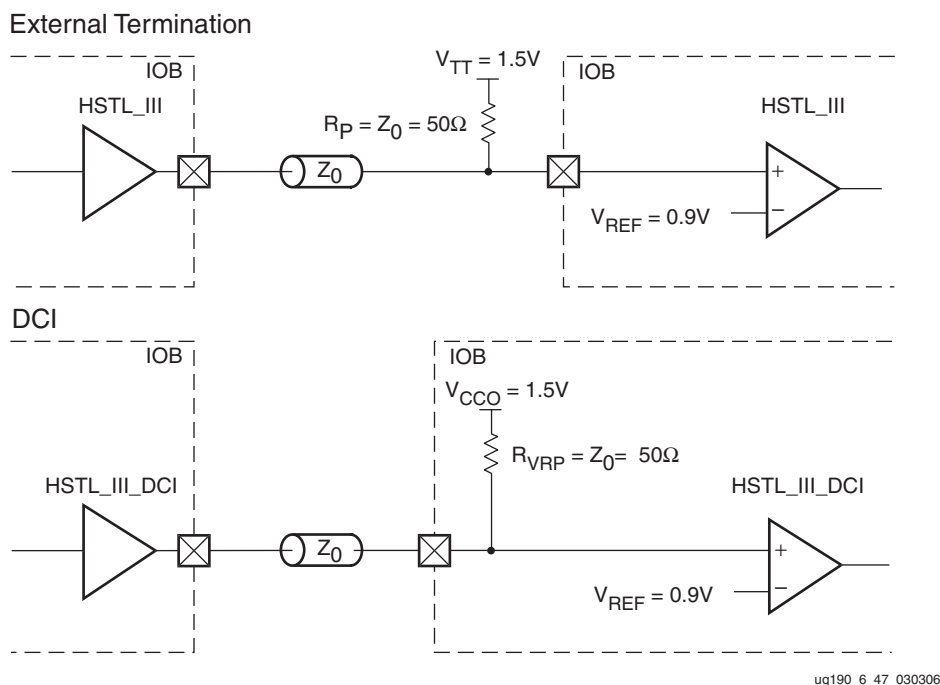 External Termination
IOB
HSTL_III
V_TT = 1.5V
R_P = Z_0 = 50Ω
Z_0
IOB
HSTL_III
+
−
V_REF = 0.9V
DCI
IOB
HSTL_III_DCI
Z_0
IOB
V_CCO = 1.5V
R_VRP = Z_0= 50Ω
HSTL_III_DCI
+
−
V_REF = 0.9V
ug190_6_47_030306